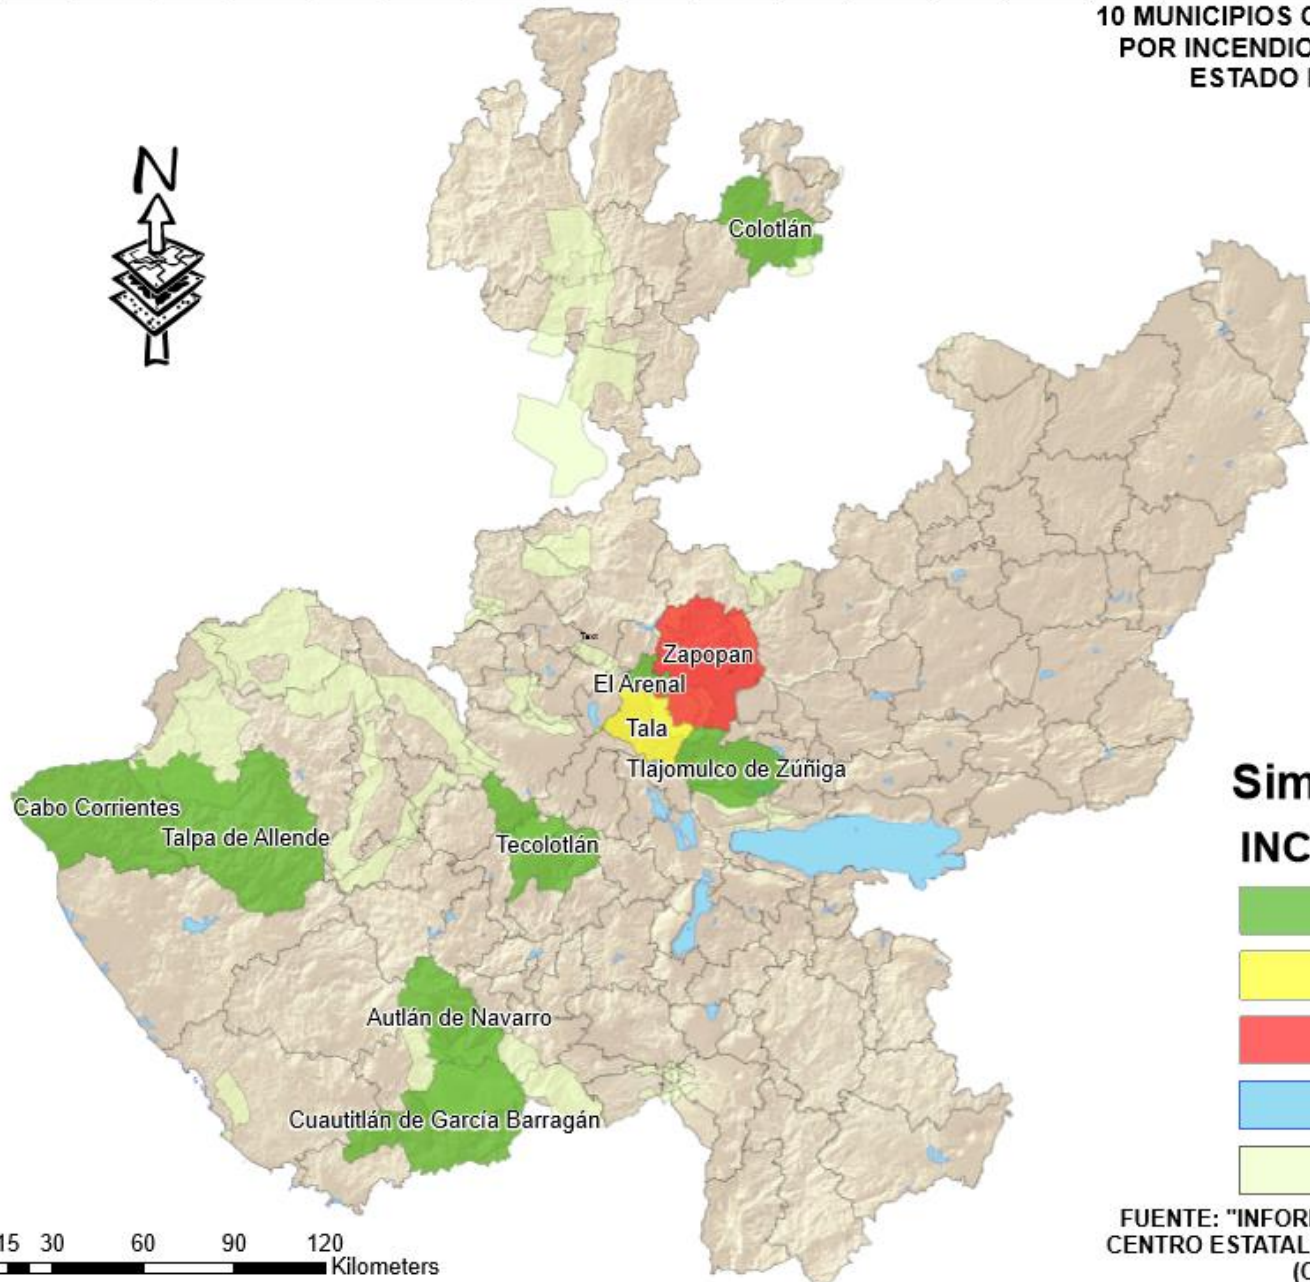 10 MUNICIPIOS
POR INCENDIO
ESTADO
N
Colotlán
Text
Zapopan
El Arenal
Tala
Tlajomulco de Zúñiga
Cabo Corrientes
Talpa de Allende
Tecolotlán
Autlán de Navarro
Cuautitlán de García Barragán
Sim
INC
15 30 60 90 120
Kilometers
FUENTE: "INFOR
CENTRO ESTATAL